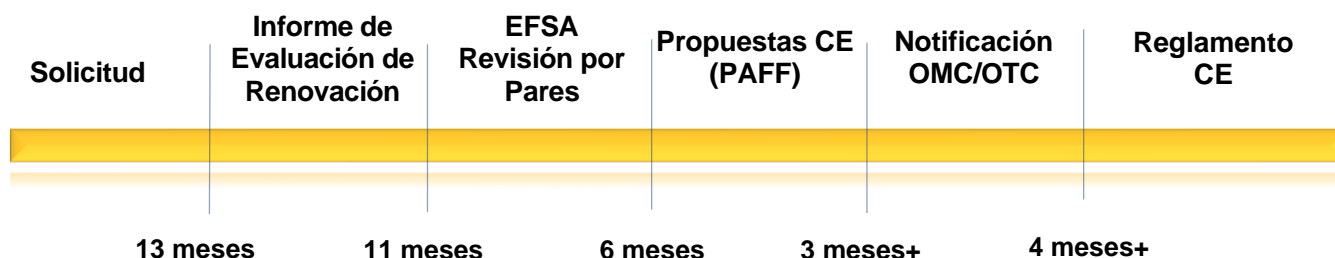 Solicitud
Informe de
Evaluación de
Renovación
EFSA
Revisión por
Pares
Propuestas CE
(PAFF)
Notificación
OMC/OTC
Reglamento
CE
13 meses
11 meses
6 meses
3 meses+
4 meses+